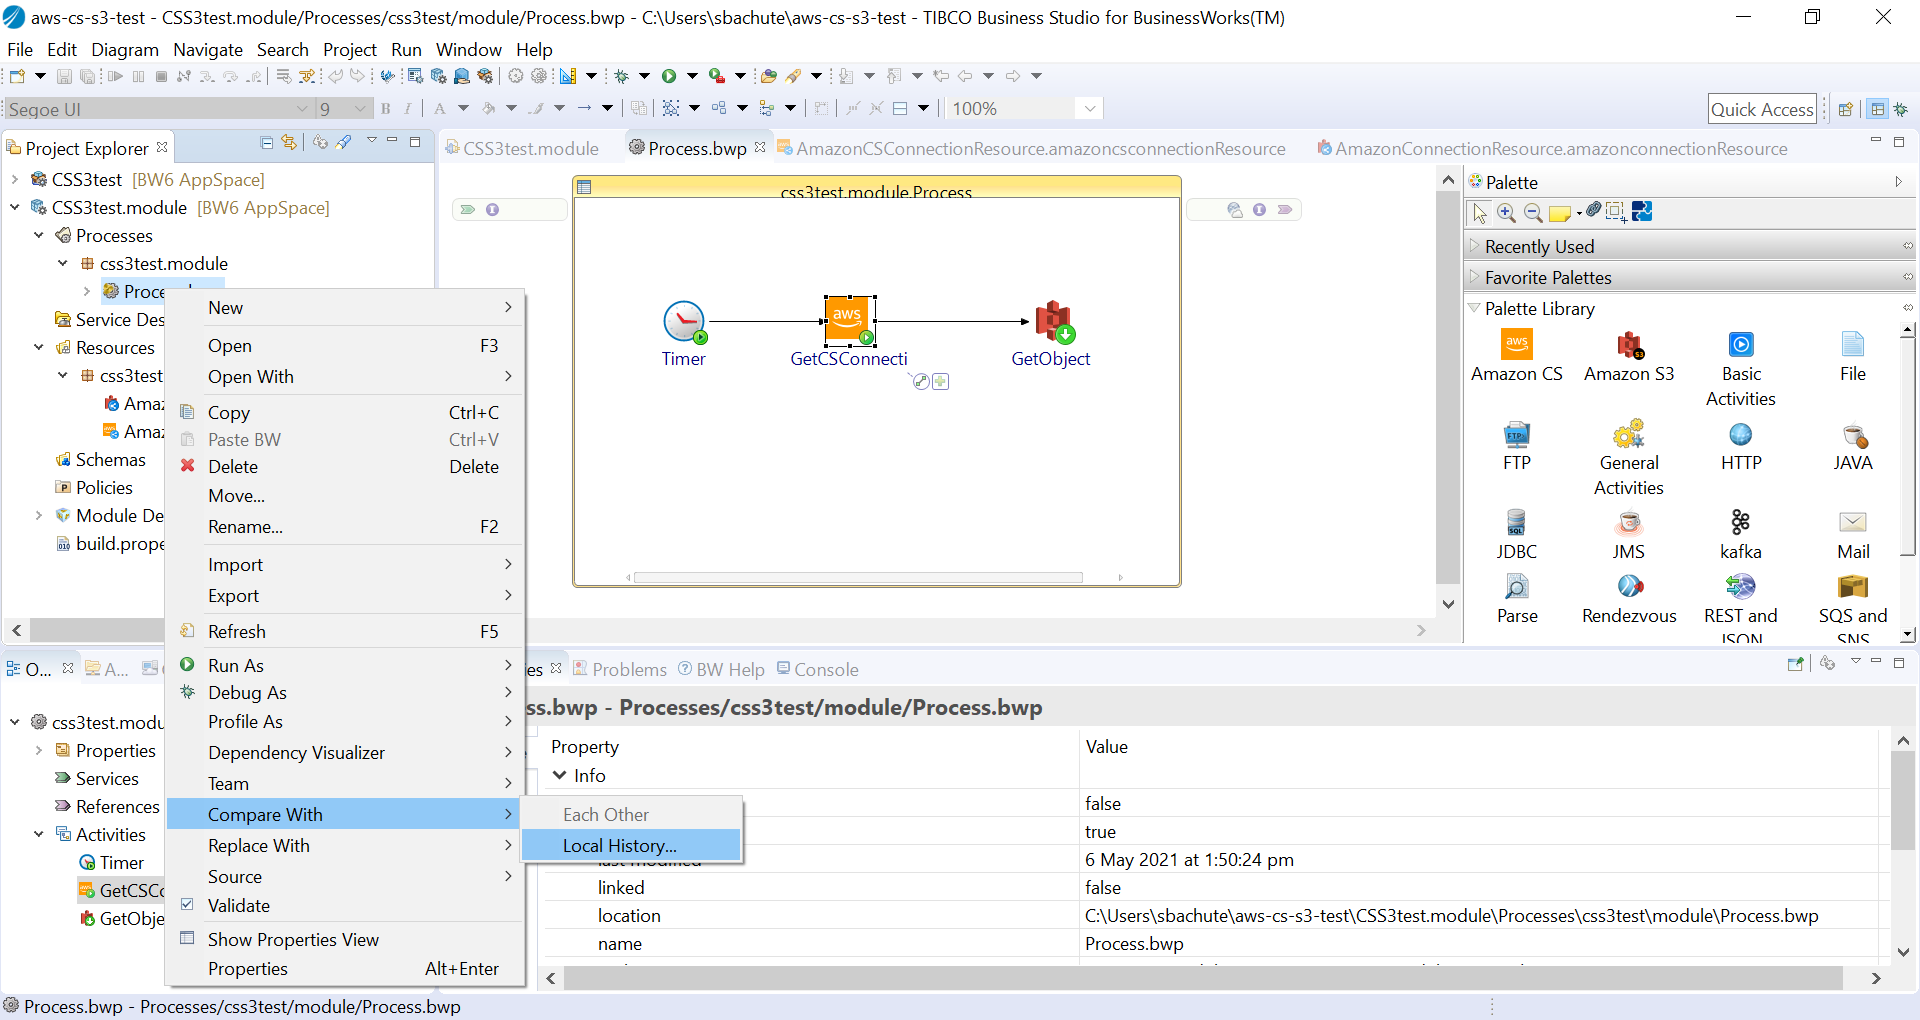 aws-cs-s3-test - CSS3test.module/Processes/css3test/module/Process.bwp - C:\Users\sbachute\aws-cs-s3-test - TIBCO Business Studio for BusinessWorks(TM)
File Edit Diagram Navigate Search Project Run Window Help
Segoe UI 9 B I A 100% Quick Access
Project Explorer
CSS3test [BW6 AppSpace]
CSS3test.module [BW6 AppSpace]
Processes
css3test.module
Proce
Service Des
Resources
css3test
Amaz
Amaz
Schemas
Policies
Module De
build.prope
New
Open F3
Open With
Copy Ctrl+C
Paste BW Ctrl+V
Delete Delete
Move...
Rename... F2
Import
Export
Refresh F5
Run As
Debug As
Profile As
Dependency Visualizer
Team
Compare With
Replace With
Source
Validate
Show Properties View
Properties Alt+Enter
Each Other
Local History...
CSS3test.module Process.bwp AmazonCSConnectionResource.amazoncsconnectionResource AmazonConnectionResource.amazonconnectionResource
css3test.module.Process
aws
Timer GetCSConnecti GetObject
Palette
Recently Used
Favorite Palettes
Palette Library
aws
Amazon CS Amazon S3 Basic Activities File
FTP General Activities HTTP JAVA
JDBC JMS kafka Mail
Parse Rendezvous REST and JSON SQS and SNS
O... A...
css3test.modu
Properties
Services
References
Activities
Timer
GetCSCo
GetObje
es Problems BW Help Console
ss.bwp - Processes/css3test/module/Process.bwp
Property Value
Info
false
true
last modified 6 May 2021 at 1:50:24 pm
linked false
location C:\Users\sbachute\aws-cs-s3-test\CSS3test.module\Processes\css3test\module\Process.bwp
name Process.bwp
Process.bwp - Processes/css3test/module/Process.bwp